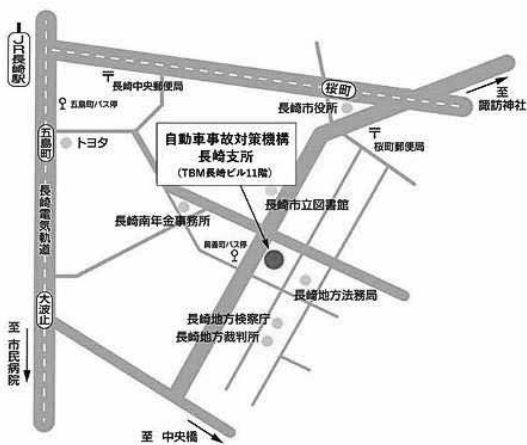 JR長崎駅
長崎中央郵便局
桜町
至
諏訪神社
五島町バス停
長崎市役所
五島町
トヨタ
自動車事故対策機構
長崎支所
(TBM長崎ビル11階)
桜町郵便局
長崎電気軌道
長崎市立図書館
長崎南年金事務所
興善町バス停
長崎地方法務局
大波止
長崎地方検察庁
長崎地方裁判所
至 市民病院
至 中央橋